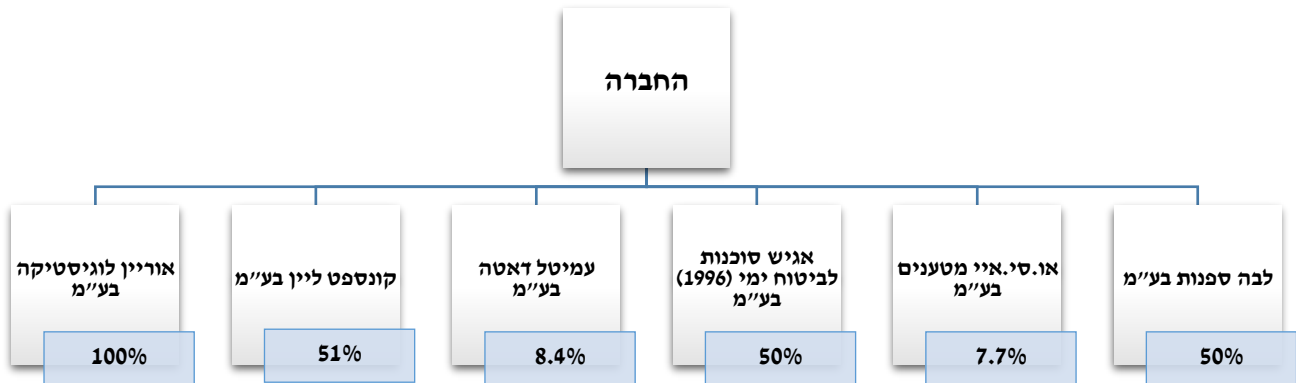 החברה
לבה ספנות בע״מ
50%
או.סי.איי מטענים
בע״מ
7.7%
אגיש סוכנות
לביטוח ימי (1996)
בע״מ
50%
עמיטל דאטה
בע״מ
8.4%
קונספט ליין בע״מ
51%
אוריין לוגיסטיקה
בע״מ
100%